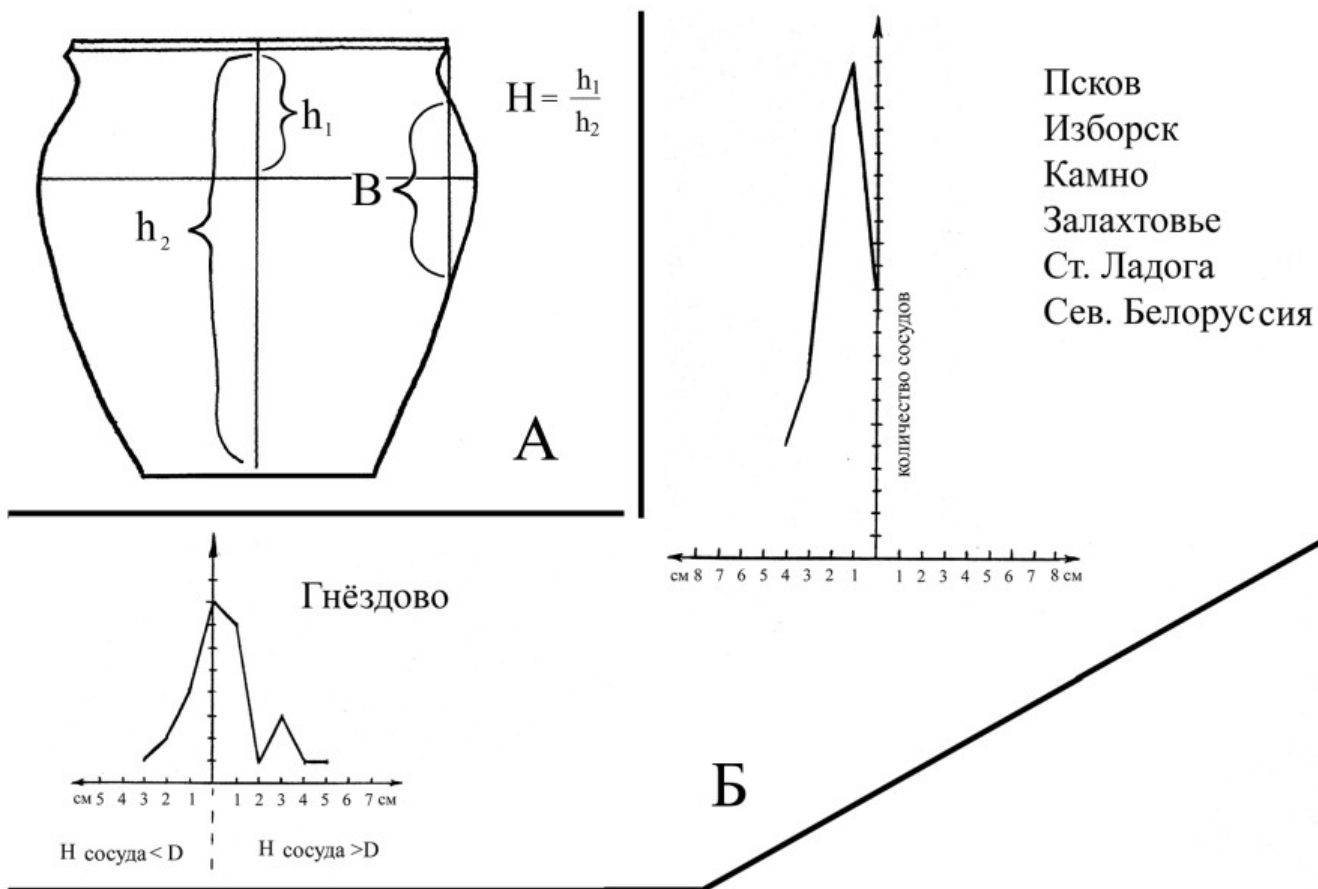 H = h₁
h₂
h₁
B
h₂
А
Псков
Изборск
Камно
Залахтовье
Ст. Ладога
Сев. Белоруссия
количество сосудов
см 8 7 6 5 4 3 2 1 1 2 3 4 5 6 7 8 см
Гнёздово
см 5 4 3 2 1 1 2 3 4 5 6 7 см
Н сосуда < D
Н сосуда >D
Б